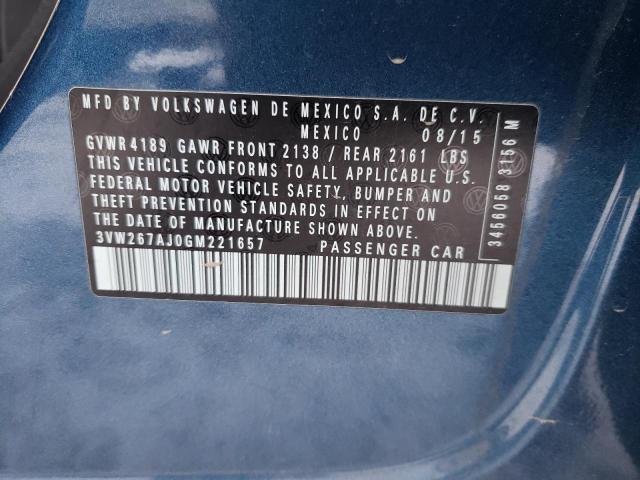 MFD BY VOLKSWAGEN DE MEXICO S.A. DE C.V.
MEXICO 08/15
GVWR 4189 GAWR FRONT 2138 / REAR 2161 LBS
THIS VEHICLE CONFORMS TO ALL APPLICABLE U.S.
FEDERAL MOTOR VEHICLE SAFETY, BUMPER AND
THEFT PREVENTION STANDARDS IN EFFECT ON
THE DATE OF MANUFACTURE SHOWN ABOVE.
3VW267AJ0GM221657 PASSENGER CAR
3456058 3156 M